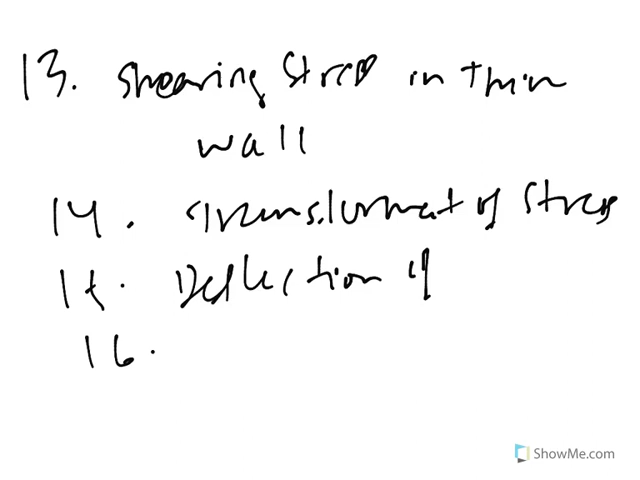 13. Shearing Stress in Thin
wall
14. Transformat of Stress
15. Deflection of
16.
ShowMe.com